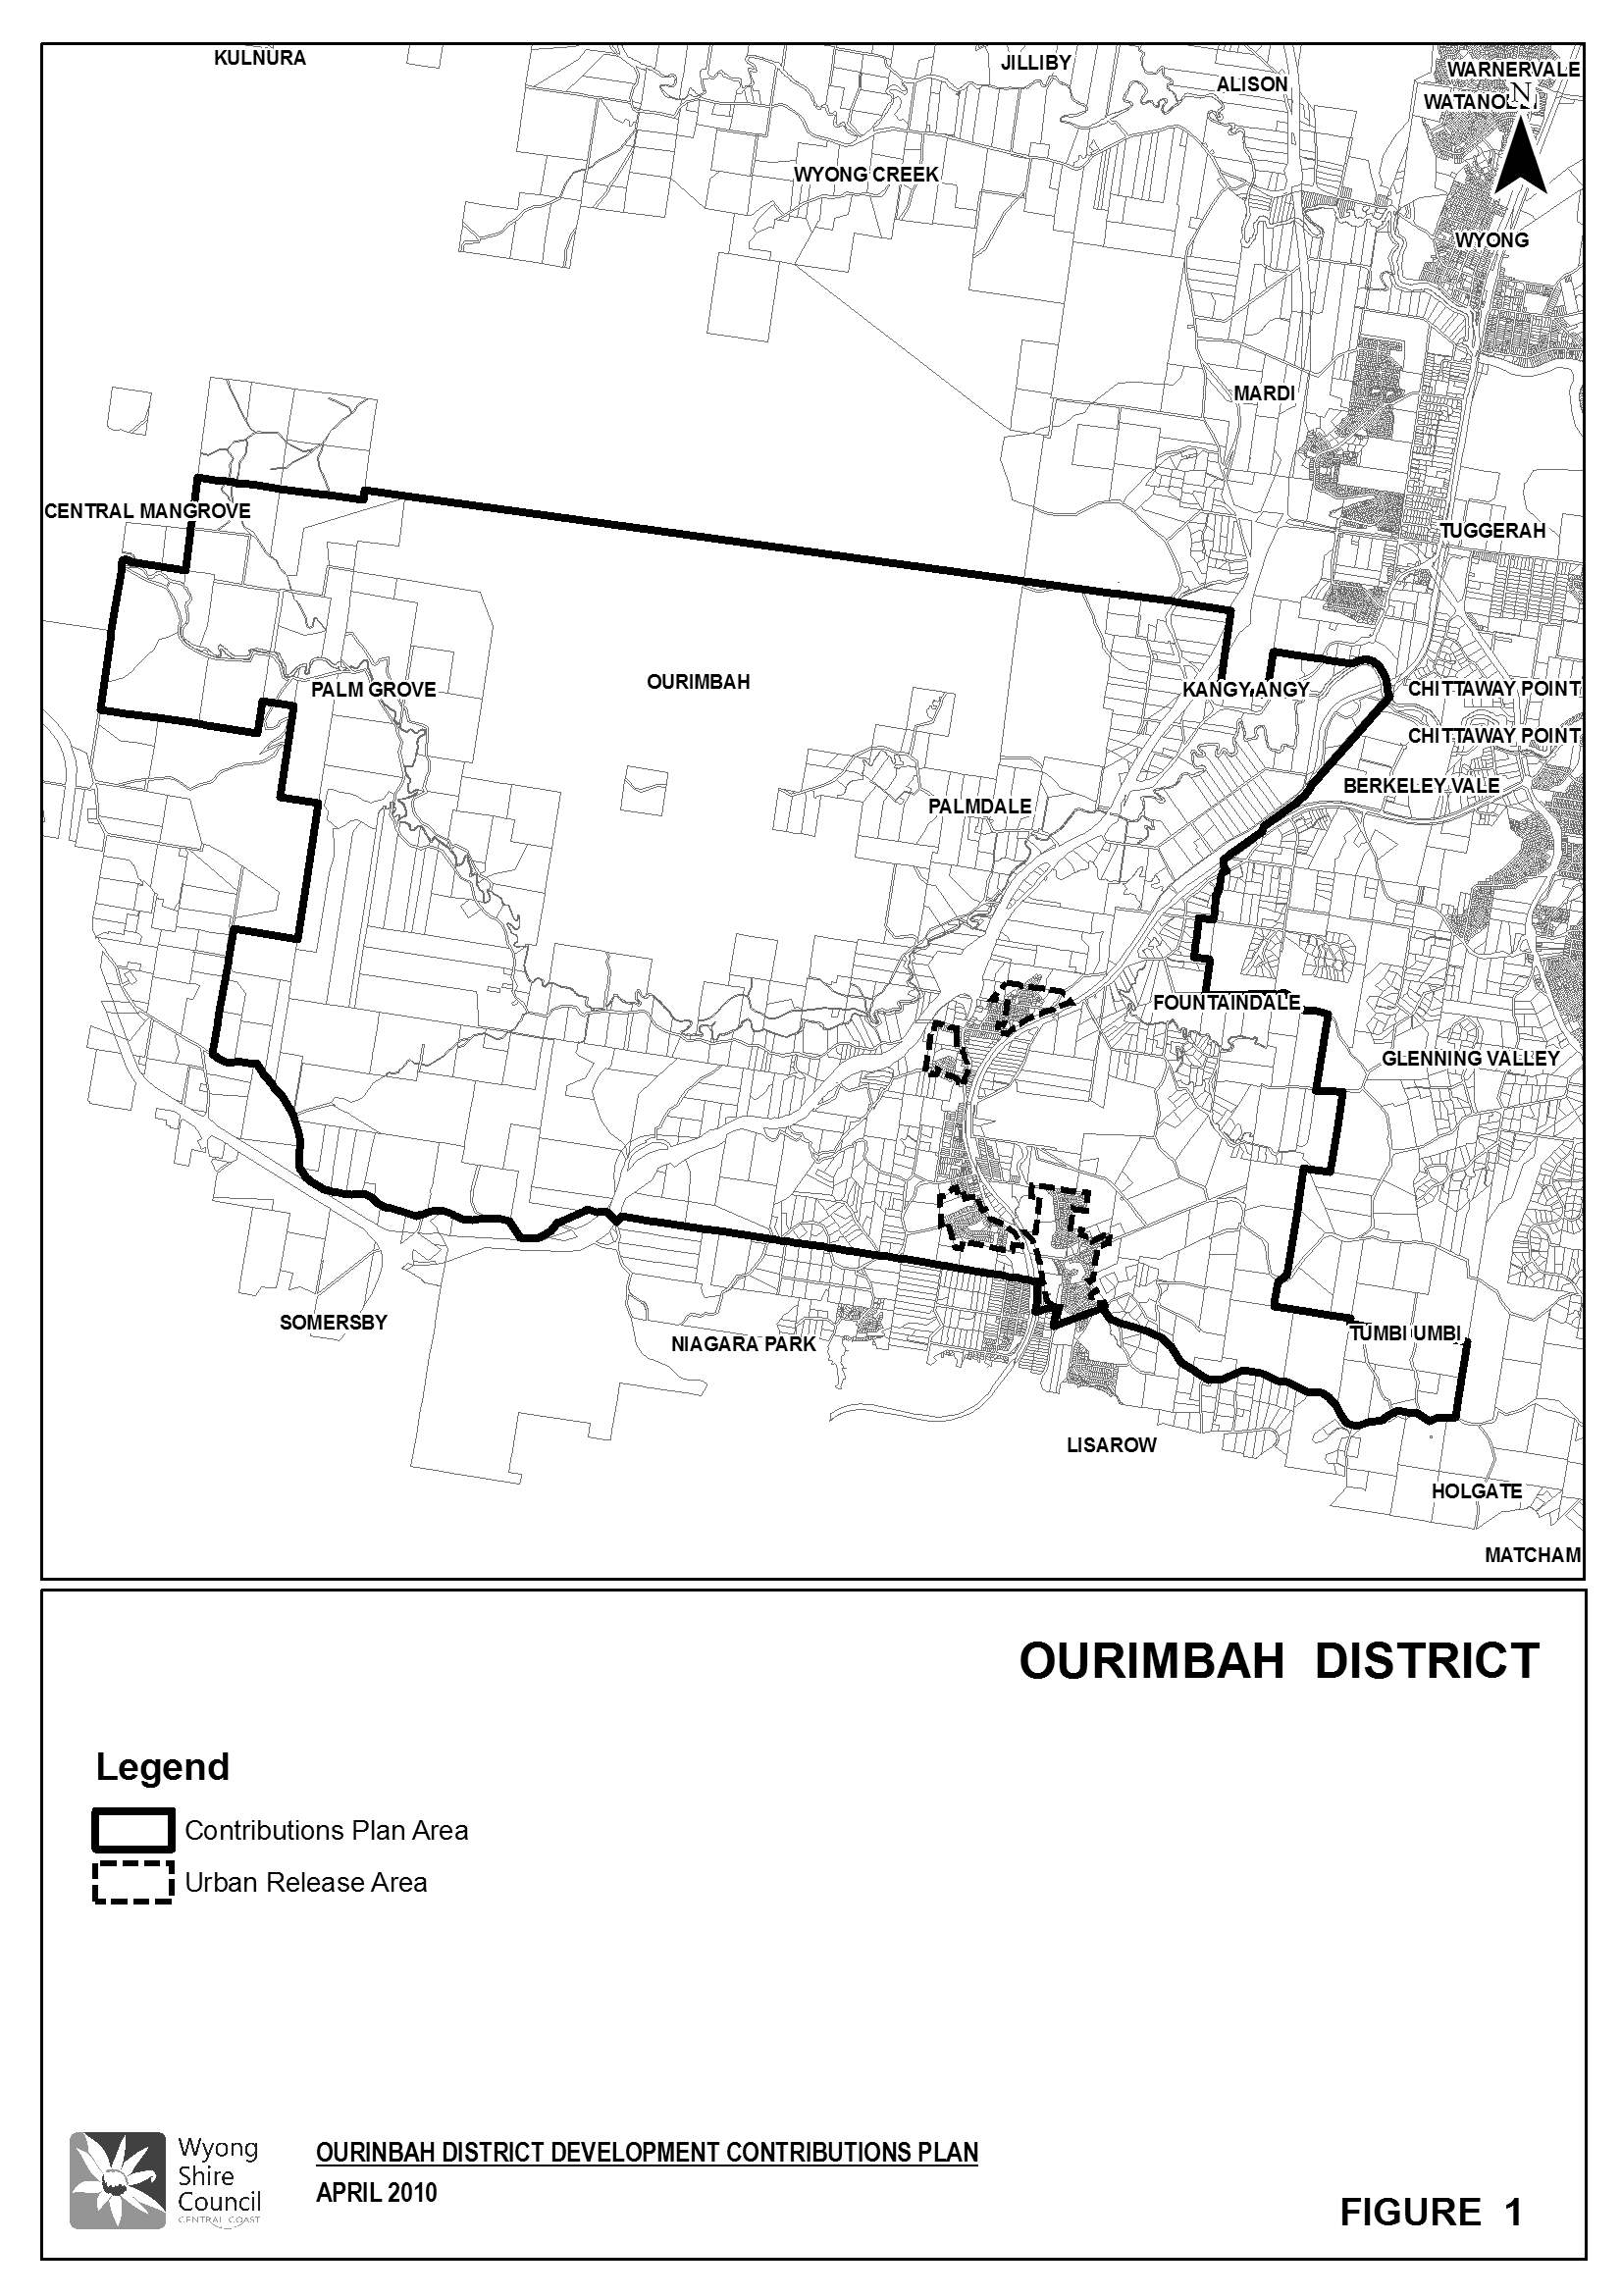 KULNURA
JILLIBY
ALISON
WARNERVALE
N
WYONG CREEK
WYONG
MARDI
CENTRAL MANGROVE
TUGGERAH
OURIMBAH
PALM GROVE
KANGY ANGY
CHITTAWAY POINT
CHITTAWAY POINT
BERKELEY VALE
PALMDALE
FOUNTAINDALE
GLENNING VALLEY
SOMERSBY
NIAGARA PARK
TUMBI UMBI
LISAROW
HOLGATE
MATCHAM
OURIMBAH DISTRICT
Legend
Contributions Plan Area
Urban Release Area
Wyong
Shire
Council
CENTRAL COAST
OURINBAH DISTRICT DEVELOPMENT CONTRIBUTIONS PLAN
APRIL 2010
FIGURE 1